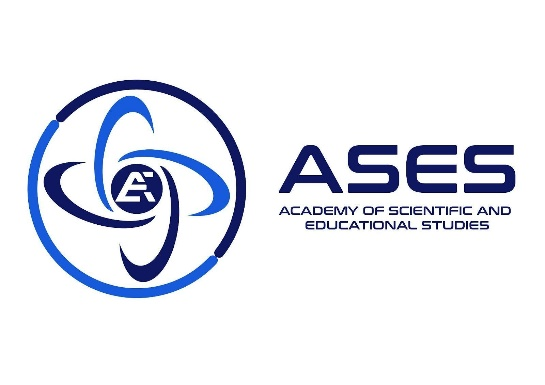 ASES
ACADEMY OF SCIENTIFIC AND
EDUCATIONAL STUDIES